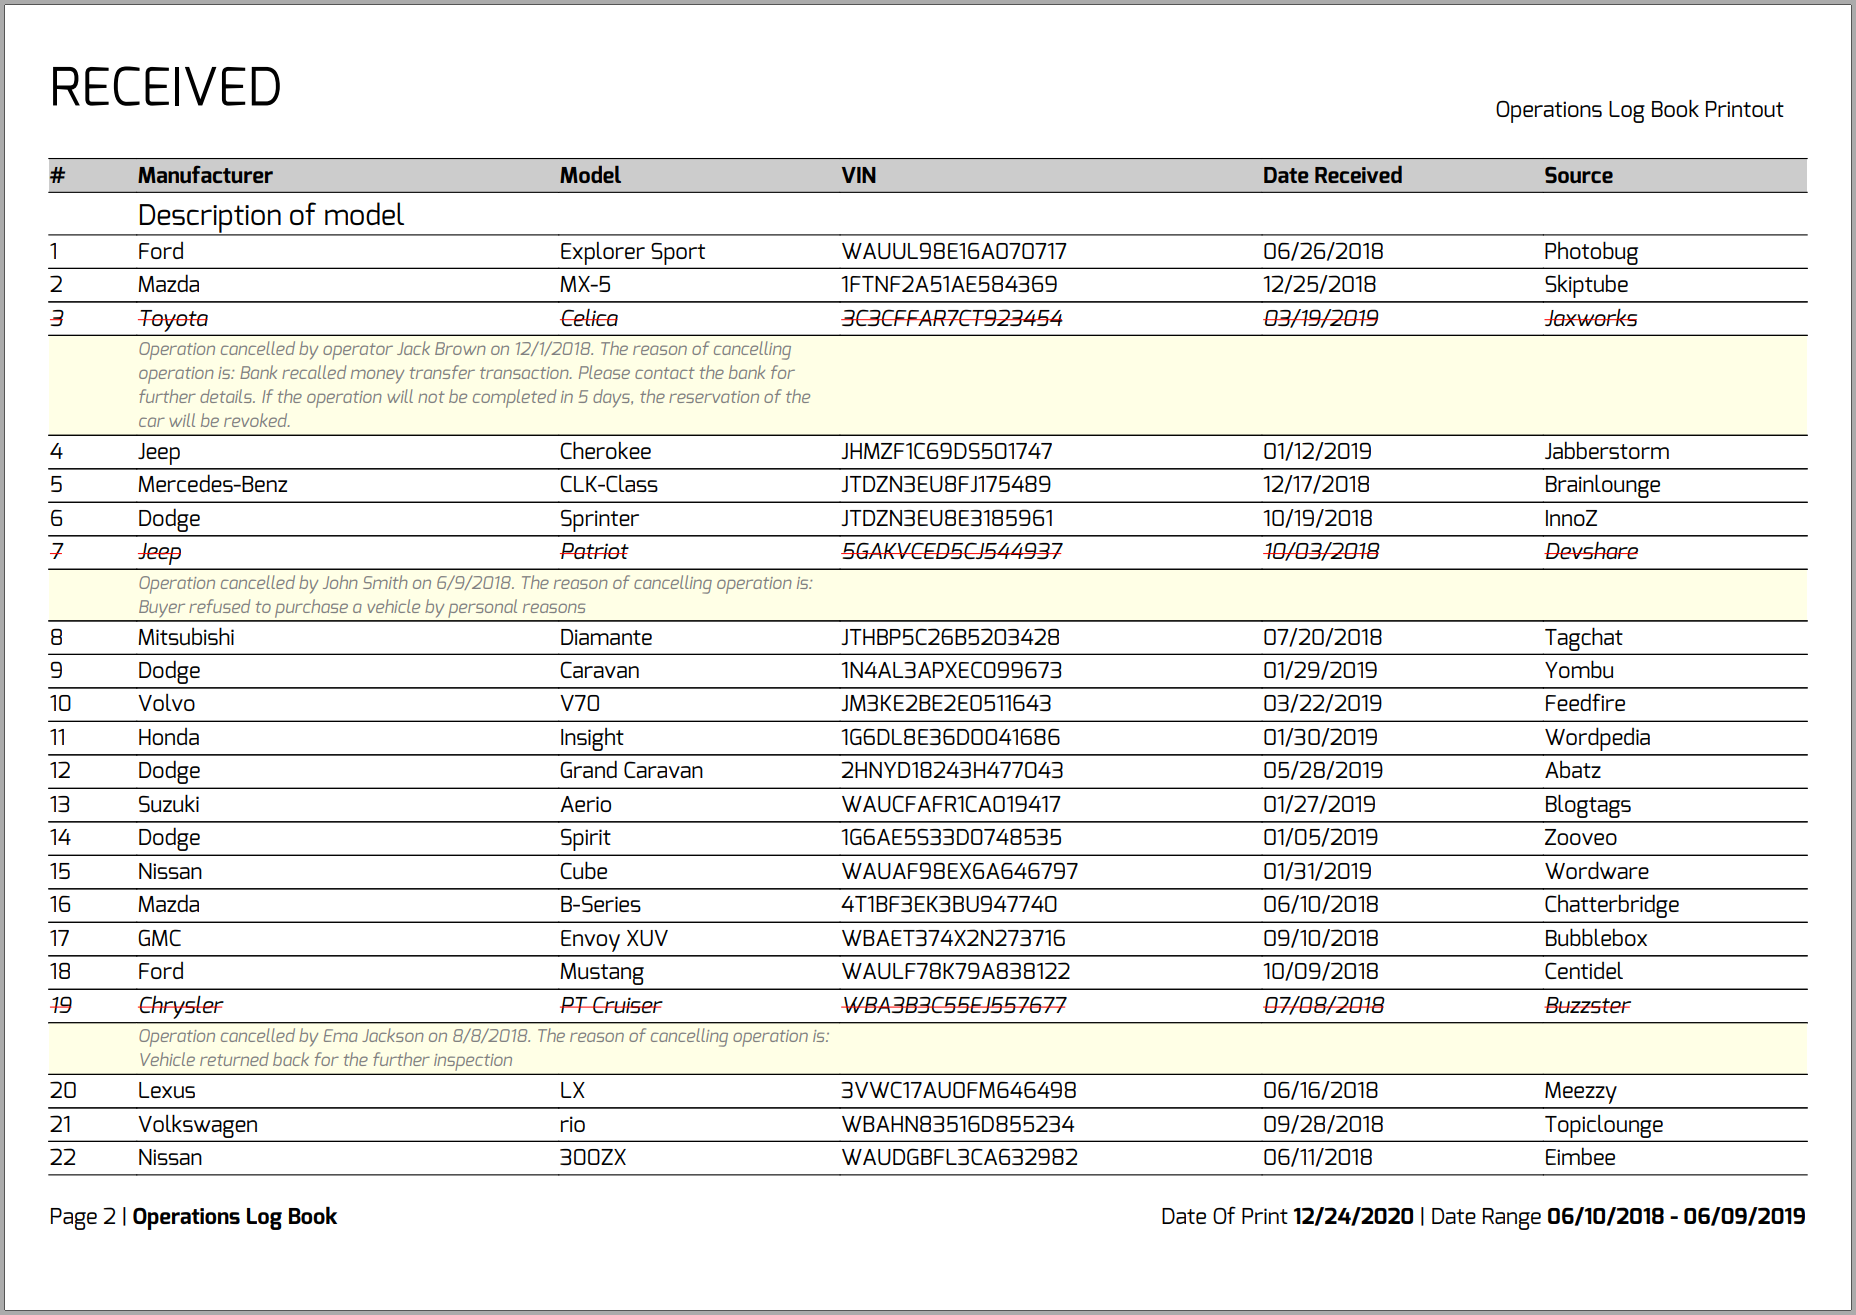 RECEIVED
Operations Log Book Printout
# Manufacturer Model VIN Date Received Source
Description of model
1 Ford Explorer Sport WAUUL98E16A070717 06/26/2018 Photobug
2 Mazda MX-5 1FTNF2A51AE584369 12/25/2018 Skiptube
3 Toyota Celica 3C3CFFAR7CT923454 03/19/2019 Jaxworks
Operation cancelled by operator Jack Brown on 12/1/2018. The reason of cancelling
operation is: Bank recalled money transfer transaction. Please contact the bank for
further details. If the operation will not be completed in 5 days, the reservation of the
car will be revoked.
4 Jeep Cherokee JHMZF1C69DS501747 01/12/2019 Jabberstorm
5 Mercedes-Benz CLK-Class JTDZN3EU8FJ175489 12/17/2018 Brainlounge
6 Dodge Sprinter JTDZN3EU8E3185961 10/19/2018 InnoZ
7 Jeep Patriot 5GAKVCED5CJ544937 10/03/2018 Devshare
Operation cancelled by John Smith on 6/9/2018. The reason of cancelling operation is:
Buyer refused to purchase a vehicle by personal reasons
8 Mitsubishi Diamante JTHBP5C26B5203428 07/20/2018 Tagchat
9 Dodge Caravan 1N4AL3APXEC099673 01/29/2019 Yombu
10 Volvo V70 JM3KE2BE2E0511643 03/22/2019 Feedfire
11 Honda Insight 1G6DL8E36D0041686 01/30/2019 Wordpedia
12 Dodge Grand Caravan 2HNYD18243H477043 05/28/2019 Abatz
13 Suzuki Aerio WAUCFAFR1CA019417 01/27/2019 Blogtags
14 Dodge Spirit 1G6AE5S33D0748535 01/05/2019 Zooveo
15 Nissan Cube WAUAF98EX6A646797 01/31/2019 Wordware
16 Mazda B-Series 4T1BF3EK3BU947740 06/10/2018 Chatterbridge
17 GMC Envoy XUV WBAET374X2N273716 09/10/2018 Bubblebox
18 Ford Mustang WAULF78K79A838122 10/09/2018 Centidel
19 Chrysler PT Cruiser WBA3B3C55EJ557677 07/08/2018 Buzzster
Operation cancelled by Ema Jackson on 8/8/2018. The reason of cancelling operation is:
Vehicle returned back for the further inspection
20 Lexus LX 3VWC17AU0FM646498 06/16/2018 Meezzy
21 Volkswagen rio WBAHN83516D855234 09/28/2018 Topiclounge
22 Nissan 300ZX WAUDGBFL3CA632982 06/11/2018 Eimbee
Page 2 | Operations Log Book
Date Of Print 12/24/2020 | Date Range 06/10/2018 - 06/09/2019